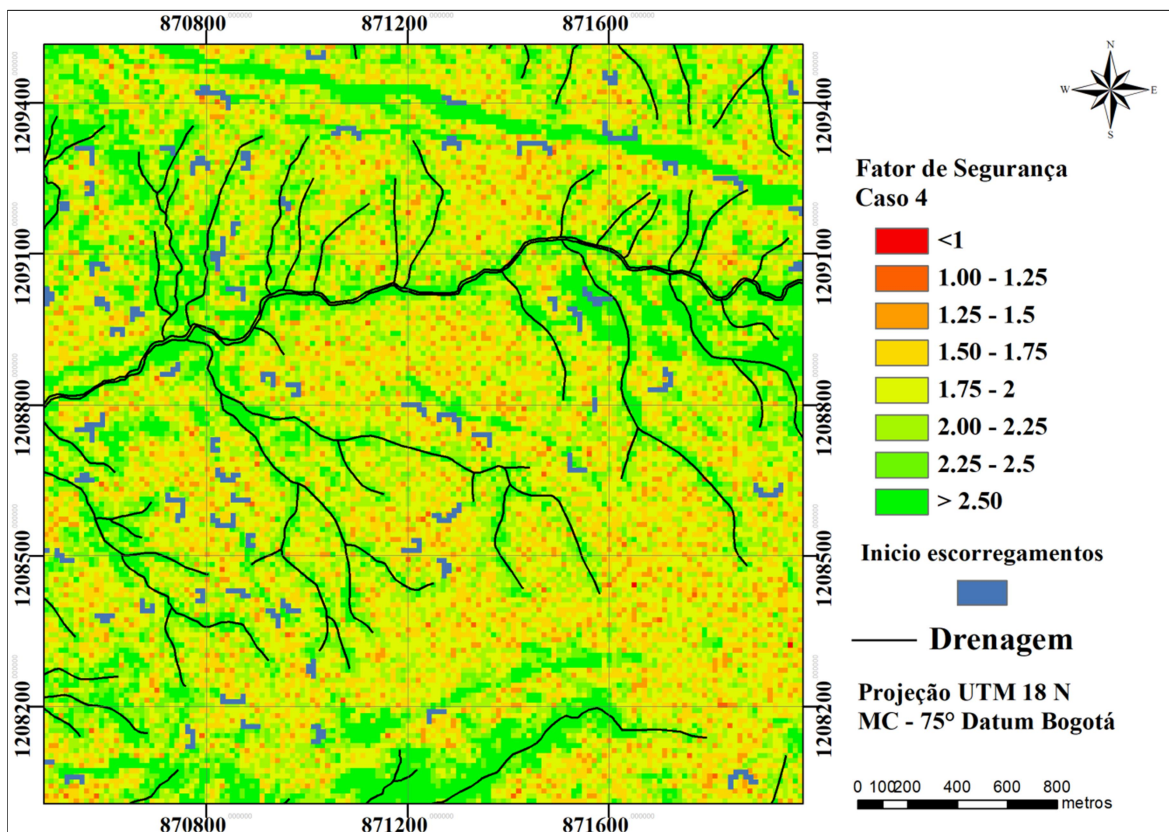 870800
871200
871600
1209400
1209400
1209100
1209100
1208800
1208800
1208500
1208500
1208200
1208200
870800
871200
871600
N
W
E
S
Fator de Segurança
Caso 4
<1
1.00 - 1.25
1.25 - 1.5
1.50 - 1.75
1.75 - 2
2.00 - 2.25
2.25 - 2.5
> 2.50
Inicio escorregamentos
Drenagem
Projeção UTM 18 N
MC - 75° Datum Bogotá
0 100 200 400 600 800 metros